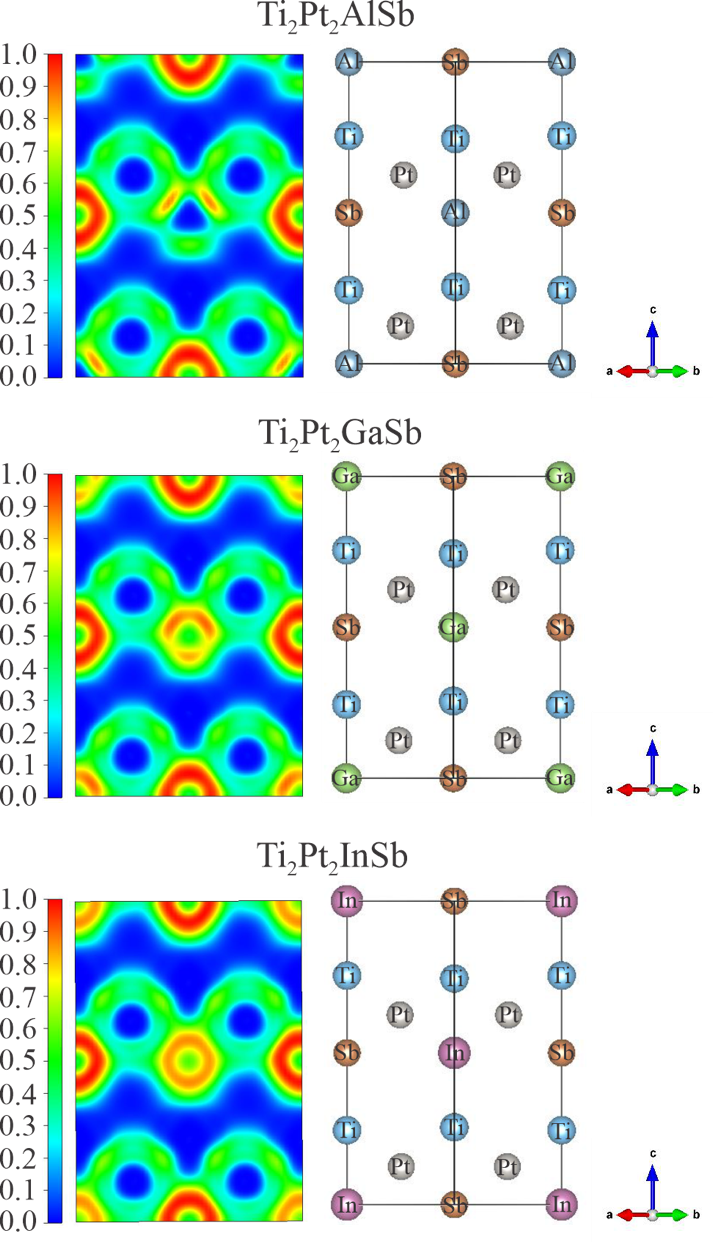 Ti2Pt2AlSb
1.0
0.9
0.8
0.7
0.6
0.5
0.4
0.3
0.2
0.1
0.0
Al Sb Al
Ti Ti Ti
Pt Pt
Sb Al Sb
Ti Ti Ti
Pt Pt
Al Sb Al
c
a b
Ti2Pt2GaSb
1.0
0.9
0.8
0.7
0.6
0.5
0.4
0.3
0.2
0.1
0.0
Ga Sb Ga
Ti Ti Ti
Pt Pt
Sb Ga Sb
Ti Ti Ti
Pt Pt
Ga Sb Ga
c
a b
Ti2Pt2InSb
1.0
0.9
0.8
0.7
0.6
0.5
0.4
0.3
0.2
0.1
0.0
In Sb In
Ti Ti Ti
Pt Pt
Sb In Sb
Ti Ti Ti
Pt Pt
In Sb In
c
a b